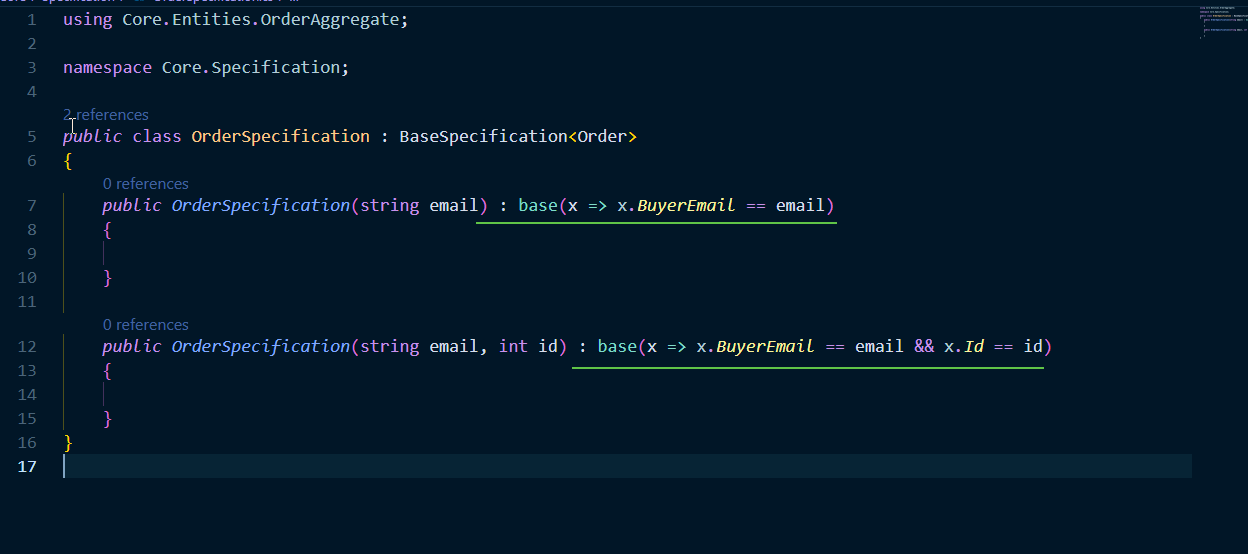 1 using Core.Entities.OrderAggregate;
2
3 namespace Core.Specification;
4
2 references
5 public class OrderSpecification : BaseSpecification<Order>
6 {
0 references
7 public OrderSpecification(string email) : base(x => x.BuyerEmail == email)
8 {
9
10 }
11
0 references
12 public OrderSpecification(string email, int id) : base(x => x.BuyerEmail == email && x.Id == id)
13 {
14
15 }
16 }
17